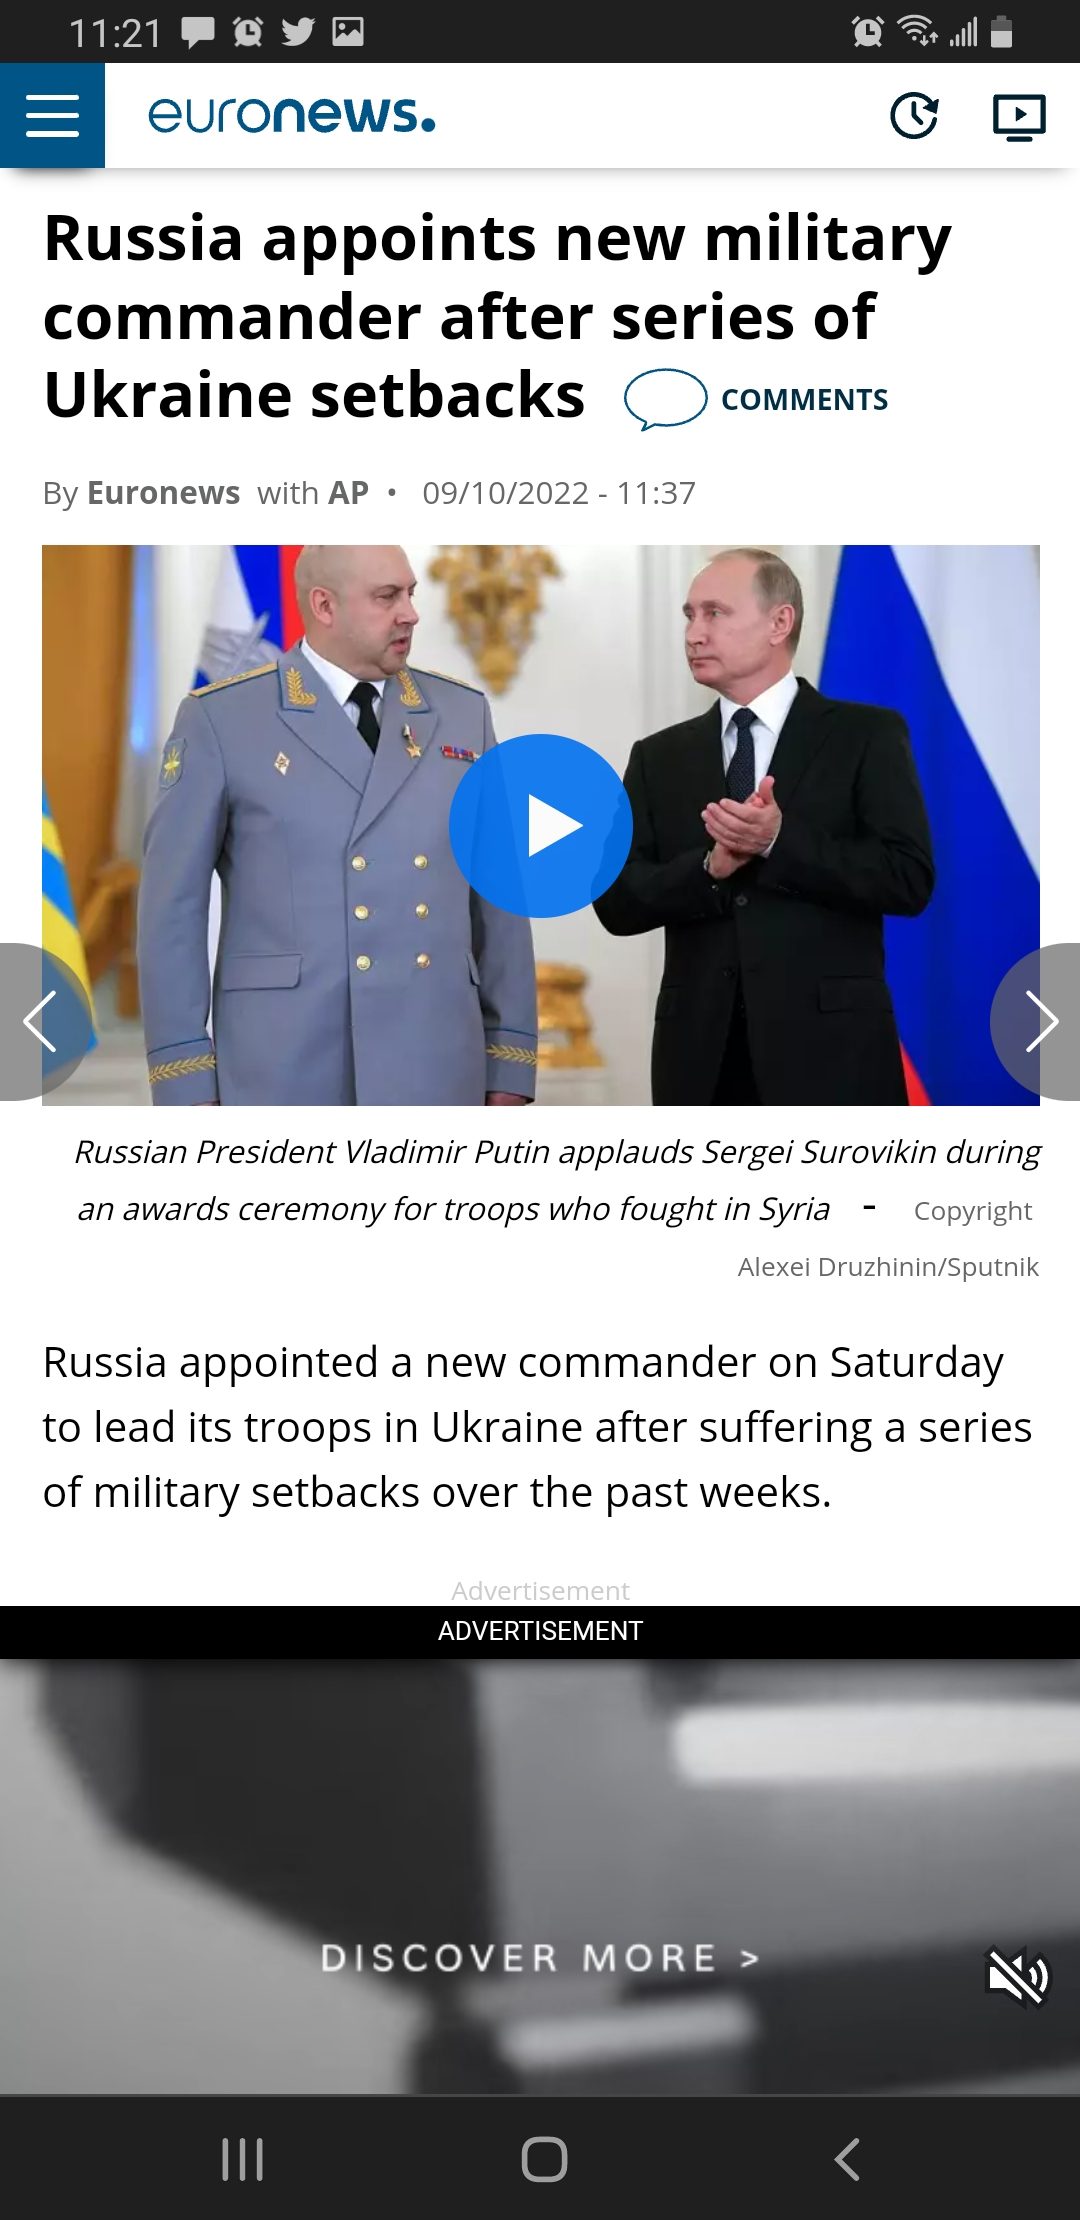 11:21
euronews.
Russia appoints new military
commander after series of
Ukraine setbacks COMMENTS
By Euronews with AP • 09/10/2022 - 11:37
Russian President Vladimir Putin applauds Sergei Surovikin during
an awards ceremony for troops who fought in Syria - Copyright
Alexei Druzhinin/Sputnik
Russia appointed a new commander on Saturday
to lead its troops in Ukraine after suffering a series
of military setbacks over the past weeks.
Advertisement
ADVERTISEMENT
DISCOVER MORE >